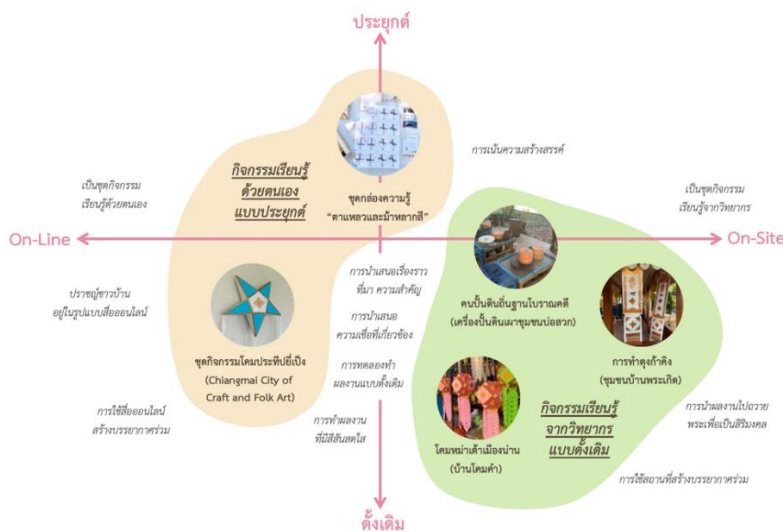 ประยุกต์
การเน้นความสร้างสรรค์
กิจกรรมเรียนรู้
ด้วยตนเอง
แบบประยุกต์
ชุดกล่องความรู้
“ตาแหลวและม้าหลากสี”
เป็นชุดกิจกรรม
เรียนรู้ด้วยตนเอง
เป็นชุดกิจกรรม
เรียนรู้จากวิทยากร
On-Line
On-Site
ปราชญ์ชาวบ้าน
อยู่ในรูปแบบสื่อออนไลน์
การนำเสนอเรื่องราว
ที่มา ความสำคัญ
การนำเสนอ
ความเชื่อที่เกี่ยวข้อง
การทดลองทำ
ผลงานแบบดั้งเดิม
การทำผลงาน
ที่มีสีสันสดใส
ชุดกิจกรรมโคมประทีปยี่เป็ง
(Chiangmai City of
Craft and Folk Art)
การใช้สื่อออนไลน์
สร้างบรรยากาศร่วม
คนปั้นดินถิ่นฐานโบราณคดี
(เครื่องปั้นดินเผาชุมชนบ่อสวก)
การทำตุงก้าคิง
(ชุมชนบ้านพระเกิด)
โคมหม่าเต้าเมืองน่าน
(บ้านโคมคำ)
กิจกรรมเรียนรู้
จากวิทยากร
แบบดั้งเดิม
การนำผลงานไปถวาย
พระเพื่อเป็นสิริมงคล
การใช้สถานที่สร้างบรรยากาศร่วม
ดั้งเดิม